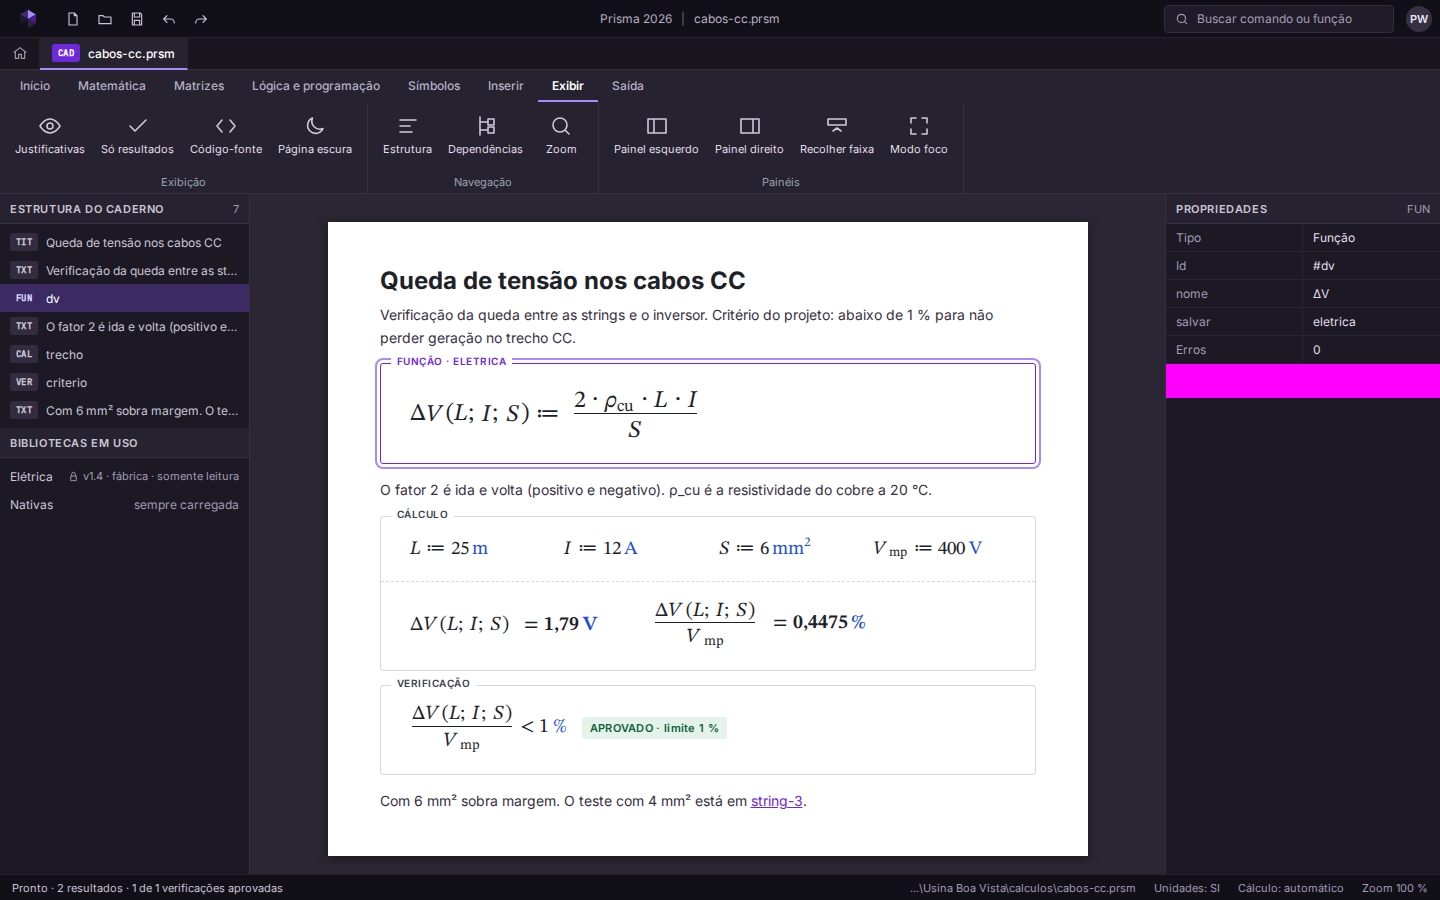 Prisma 2026 | cabos-cc.prsm
Buscar comando ou função
PW
CAD cabos-cc.prsm
Início Matemática Matrizes Lógica e programação Símbolos Inserir Exibir Saída
Justificativas Só resultados Código-fonte Página escura Estrutura Dependências Zoom Painel esquerdo Painel direito Recolher faixa Modo foco
Exibição Navegação Painéis
ESTRUTURA DO CADERNO 7
TIT Queda de tensão nos cabos CC
TXT Verificação da queda entre as st...
FUN dv
TXT O fator 2 é ida e volta (positivo e...
CAL trecho
VER criterio
TXT Com 6 mm² sobra margem. O te...
BIBLIOTECAS EM USO
Elétrica v1.4 · fábrica · somente leitura
Nativas sempre carregada
Queda de tensão nos cabos CC
Verificação da queda entre as strings e o inversor. Critério do projeto: abaixo de 1 % para não
perder geração no trecho CC.
FUNÇÃO · ELETRICA
ΔV(L; I; S) ≔ 2 · ρcu · L · I
S
O fator 2 é ida e volta (positivo e negativo). ρ_cu é a resistividade do cobre a 20 °C.
CÁLCULO
L ≔ 25 m I ≔ 12 A S ≔ 6 mm² V mp ≔ 400 V
ΔV(L; I; S) = 1,79 V ΔV(L; I; S) = 0,4475 %
V mp
VERIFICAÇÃO
ΔV(L; I; S) < 1 % APROVADO · limite 1 %
V mp
Com 6 mm² sobra margem. O teste com 4 mm² está em string-3.
PROPRIEDADES FUN
Tipo Função
Id #dv
nome ΔV
salvar eletrica
Erros 0
Pronto · 2 resultados · 1 de 1 verificações aprovadas
...\Usina Boa Vista\calculos\cabos-cc.prsm Unidades: SI Cálculo: automático Zoom 100 %